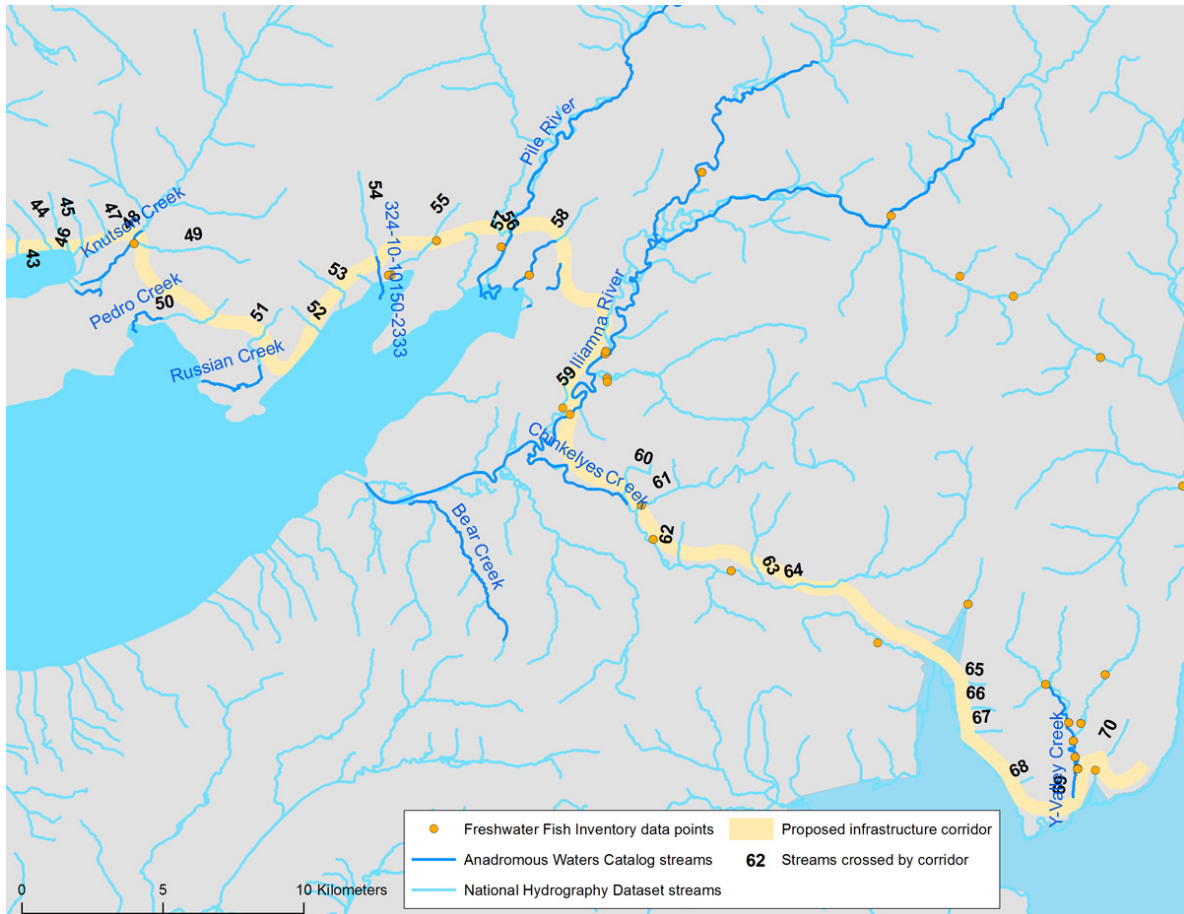 Pile River
44
45
47
48
Knutson Creek
46
43
49
54
324-10-10150-2333
55
57
56
58
53
Pedro Creek
50
51
52
Russian Creek
Iliamna River
59
Chinkelyes Creek
60
61
62
Bear Creek
63
64
65
66
67
68
Y-Valley Creek
69
70
Freshwater Fish Inventory data points
Proposed infrastructure corridor
Anadromous Waters Catalog streams
62 Streams crossed by corridor
National Hydrography Dataset streams
0 5 10 Kilometers